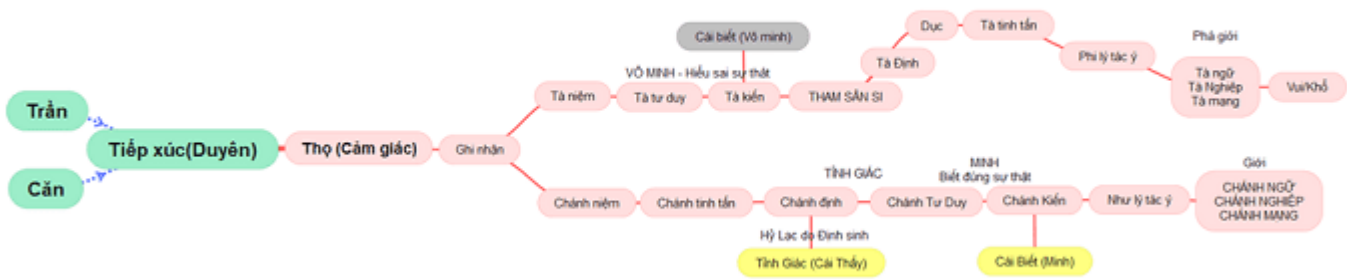 Trần
Căn
Tiếp xúc(Duyên)
Thọ (Cảm giác)
Ghi nhận
Cái biết (Vô minh)
VÔ MINH - Hiểu sai sự thật
Tà niệm
Tà tư duy
Tà kiến
THAM SÂN SI
Tà Định
Dục
Tà tinh tấn
Phi lý tác ý
Phá giới
Tà ngữ
Tà Nghiệp
Tà mạng
Vui/Khổ
TỈNH GIÁC
MINH
Biết đúng sự thật
Giới
Chánh niệm
Chánh tinh tấn
Chánh định
Chánh Tư Duy
Chánh Kiến
Như lý tác ý
CHÁNH NGỮ
CHÁNH NGHIỆP
CHÁNH MẠNG
Hỷ Lạc do Định sinh
Tỉnh Giác (Cái Thấy)
Cái Biết (Minh)